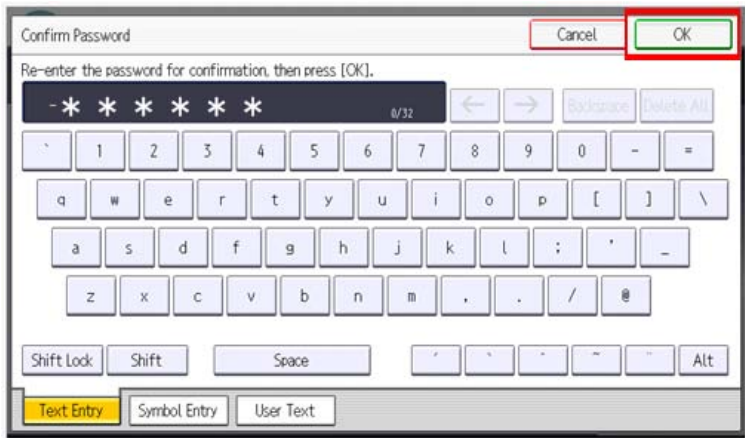 Confirm Password Cancel OK
Re-enter the password for confirmation, then press [OK].
-****** 0/32 ← → Backspace Delete All
` 1 2 3 4 5 6 7 8 9 0 - =
q w e r t y u i o p [ ] \
a s d f g h j k l ; ' _
z x c v b n m , . / @
Shift Lock Shift Space ´ ` ^ ~ ¨ Alt
Text Entry Symbol Entry User Text